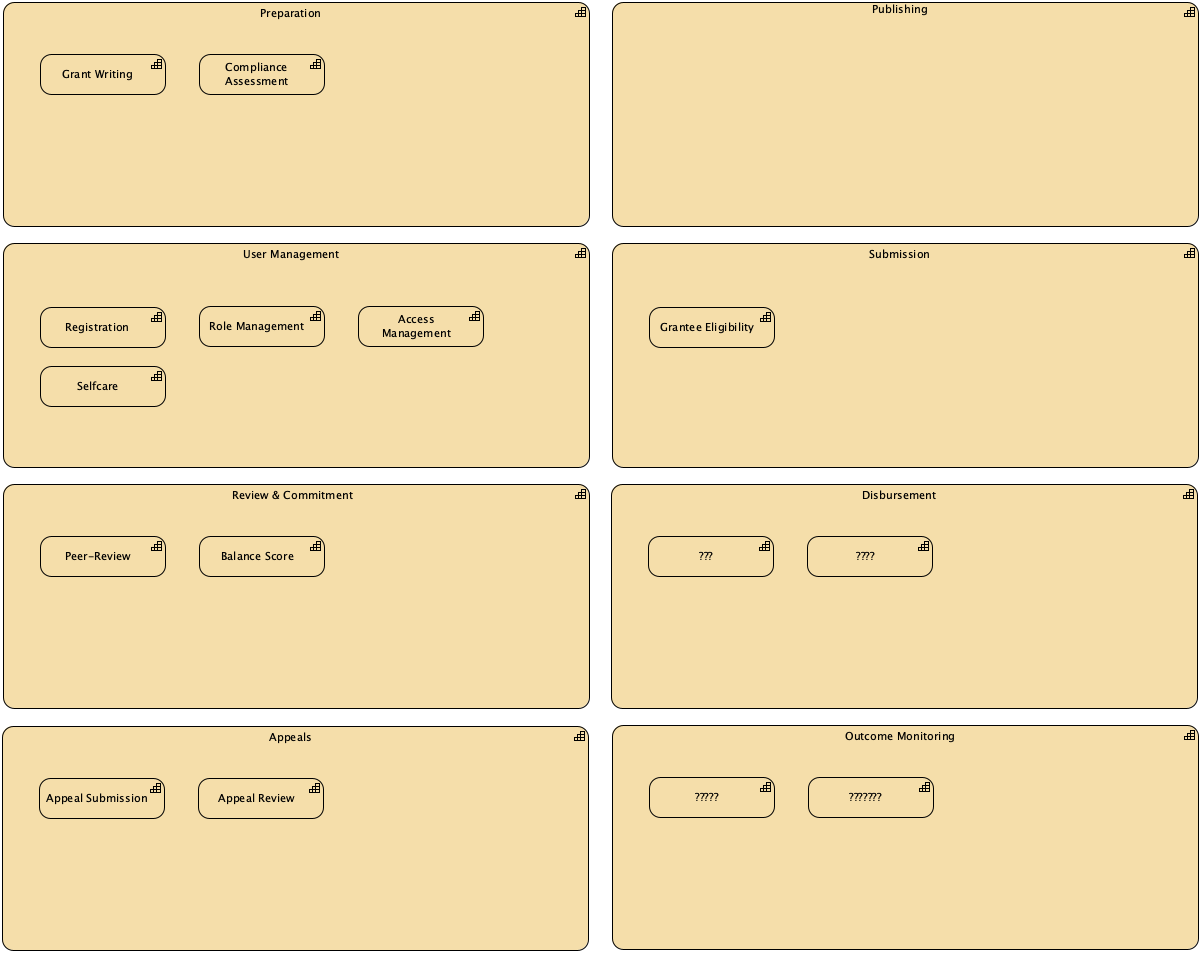 Preparation
Grant Writing
Compliance
Assessment
Publishing
User Management
Registration
Role Management
Access
Management
Selfcare
Submission
Grantee Eligibility
Review & Commitment
Peer-Review
Balance Score
Disbursement
???
????
Appeals
Appeal Submission
Appeal Review
Outcome Monitoring
?????
???????